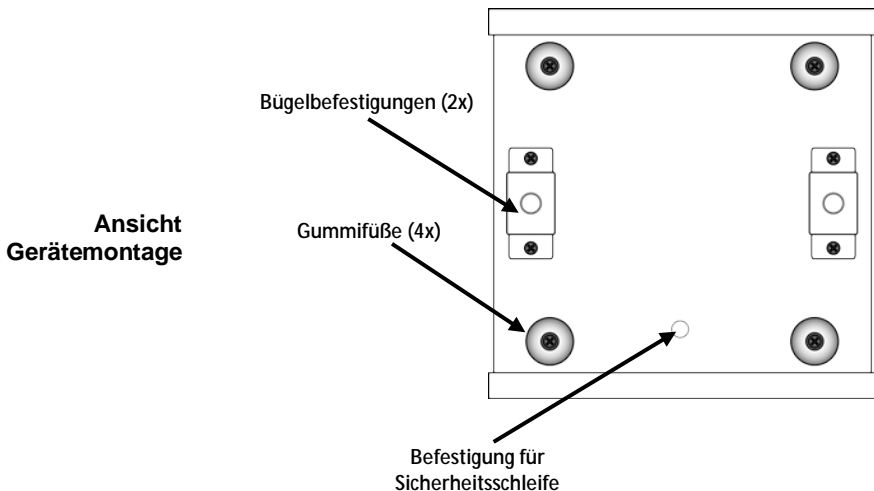 Bügelbefestigungen (2x)
Ansicht
Gerätemontage
Gummifüße (4x)
Befestigung für
Sicherheitsschleife